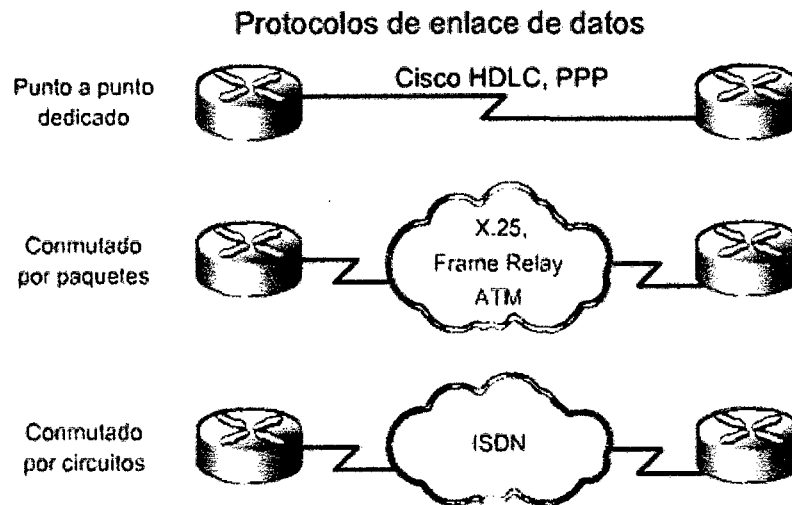 Protocolos de enlace de datos
Punto a punto
dedicado
Cisco HDLC, PPP
Conmutado
por paquetes
X.25,
Frame Relay
ATM
Conmutado
por circuitos
ISDN